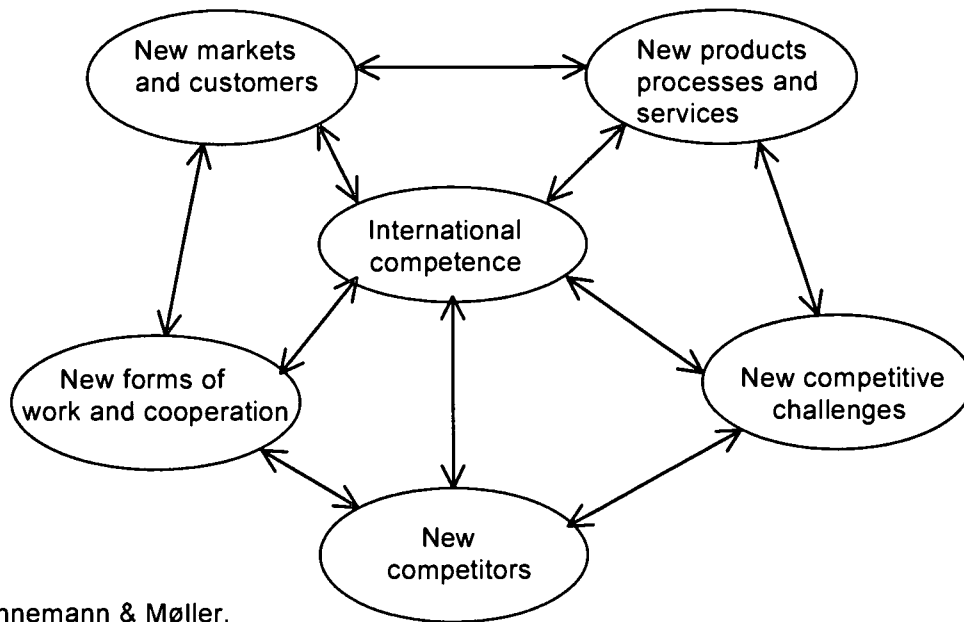 New markets
and customers
New products
processes and
services
International
competence
New forms of
work and cooperation
New competitive
challenges
New
competitors
& Møller.